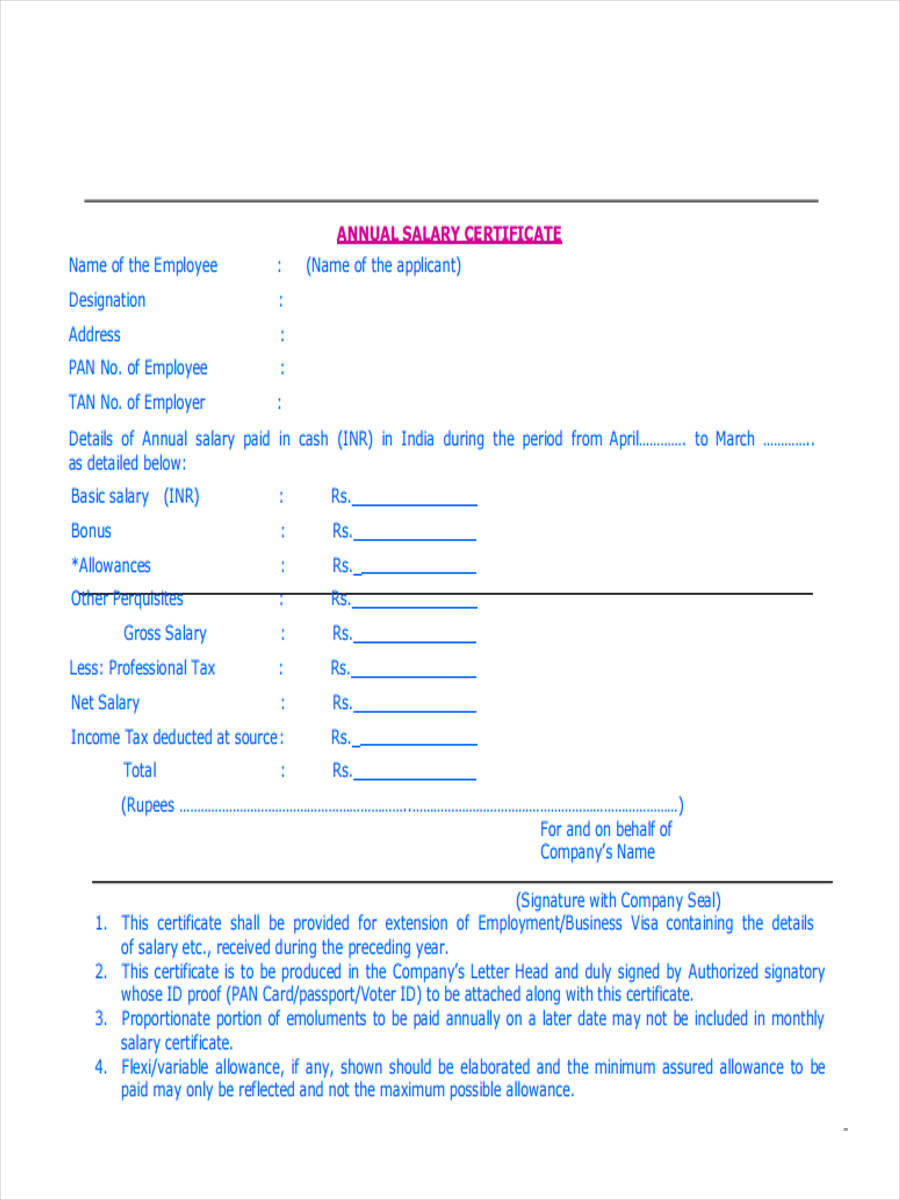 ANNUAL SALARY CERTIFICATE
Name of the Employee : (Name of the applicant)
Designation :
Address :
PAN No. of Employee :
TAN No. of Employer :
Details of Annual salary paid in cash (INR) in India during the period from April............. to March ..............
as detailed below:
Basic salary (INR) : Rs.____________
Bonus : Rs.____________
*Allowances : Rs._____________
Other Perquisites : Rs.____________
Gross Salary : Rs.____________
Less: Professional Tax : Rs.____________
Net Salary : Rs.____________
Income Tax deducted at source: Rs._____________
Total : Rs.____________
(Rupees ..........................................................................................................................................)
For and on behalf of
Company's Name
(Signature with Company Seal)
1. This certificate shall be provided for extension of Employment/Business Visa containing the details
of salary etc., received during the preceding year.
2. This certificate is to be produced in the Company's Letter Head and duly signed by Authorized signatory
whose ID proof (PAN Card/passport/Voter ID) to be attached along with this certificate.
3. Proportionate portion of emoluments to be paid annually on a later date may not be included in monthly
salary certificate.
4. Flexi/variable allowance, if any, shown should be elaborated and the minimum assured allowance to be
paid may only be reflected and not the maximum possible allowance.